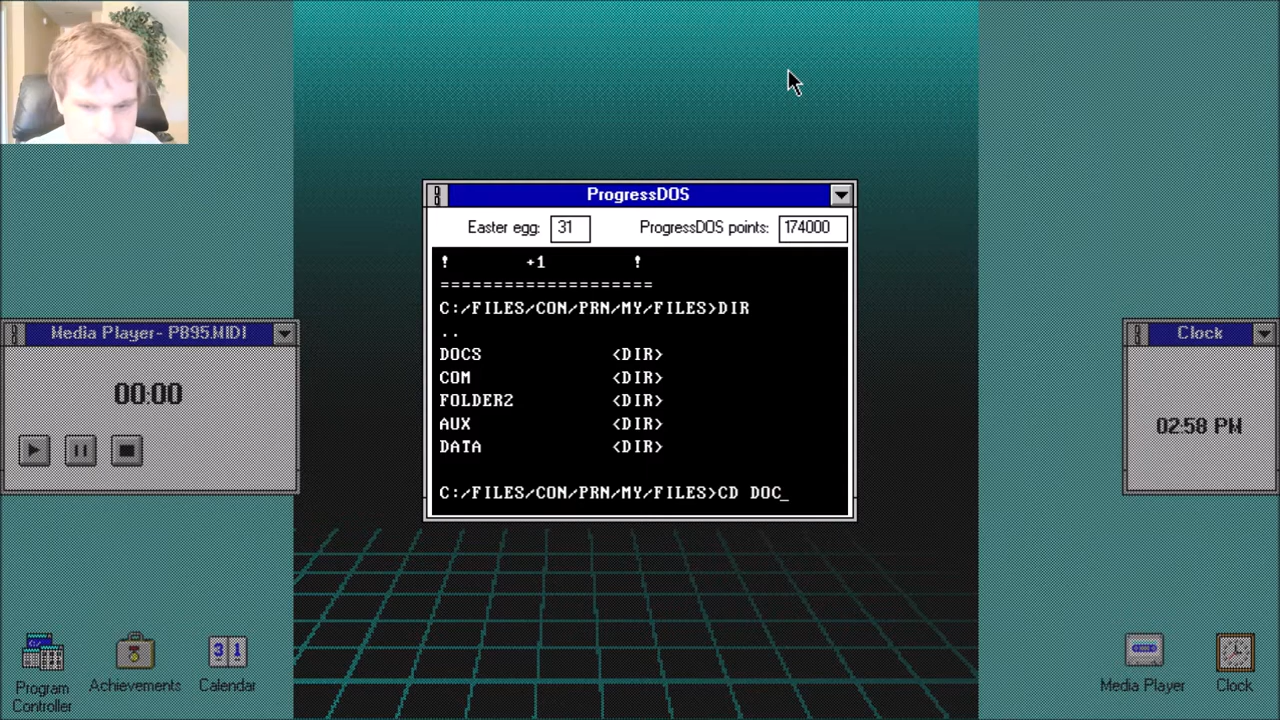 ProgressDOS
Easter egg: 31 ProgressDOS points: 174000
! +1 !
====================
C:/FILES/CON/PRN/MY/FILES>DIR
..
DOCS <DIR>
COM <DIR>
FOLDER2 <DIR>
AUX <DIR>
DATA <DIR>
C:/FILES/CON/PRN/MY/FILES>CD DOC_
Media Player- PB95.MIDI
00:00
Clock
02:58 PM
Program
Controller
Achievements
31
Calendar
Media Player
Clock